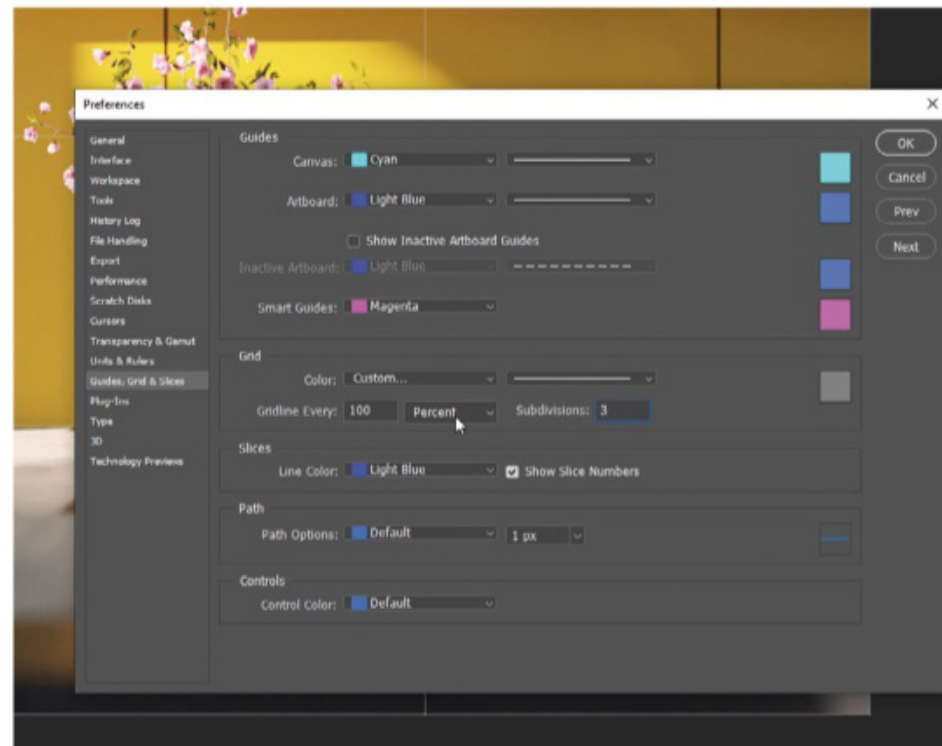 Preferences
General
Interface
Workspace
Tools
History Log
File Handling
Export
Performance
Scratch Disks
Cursors
Transparency & Gamut
Units & Rulers
Guides, Grid & Slices
Plug-Ins
Type
3D
Technology Previews
Guides
Canvas: Cyan
Artboard: Light Blue
Show Inactive Artboard Guides
Inactive Artboard: Light Blue
Smart Guides: Magenta
Grid
Color: Custom...
Gridline Every: 100 Percent Subdivisions: 3
Slices
Line Color: Light Blue Show Slice Numbers
Path
Path Options: Default 1 px
Controls
Control Color: Default
OK
Cancel
Prev
Next